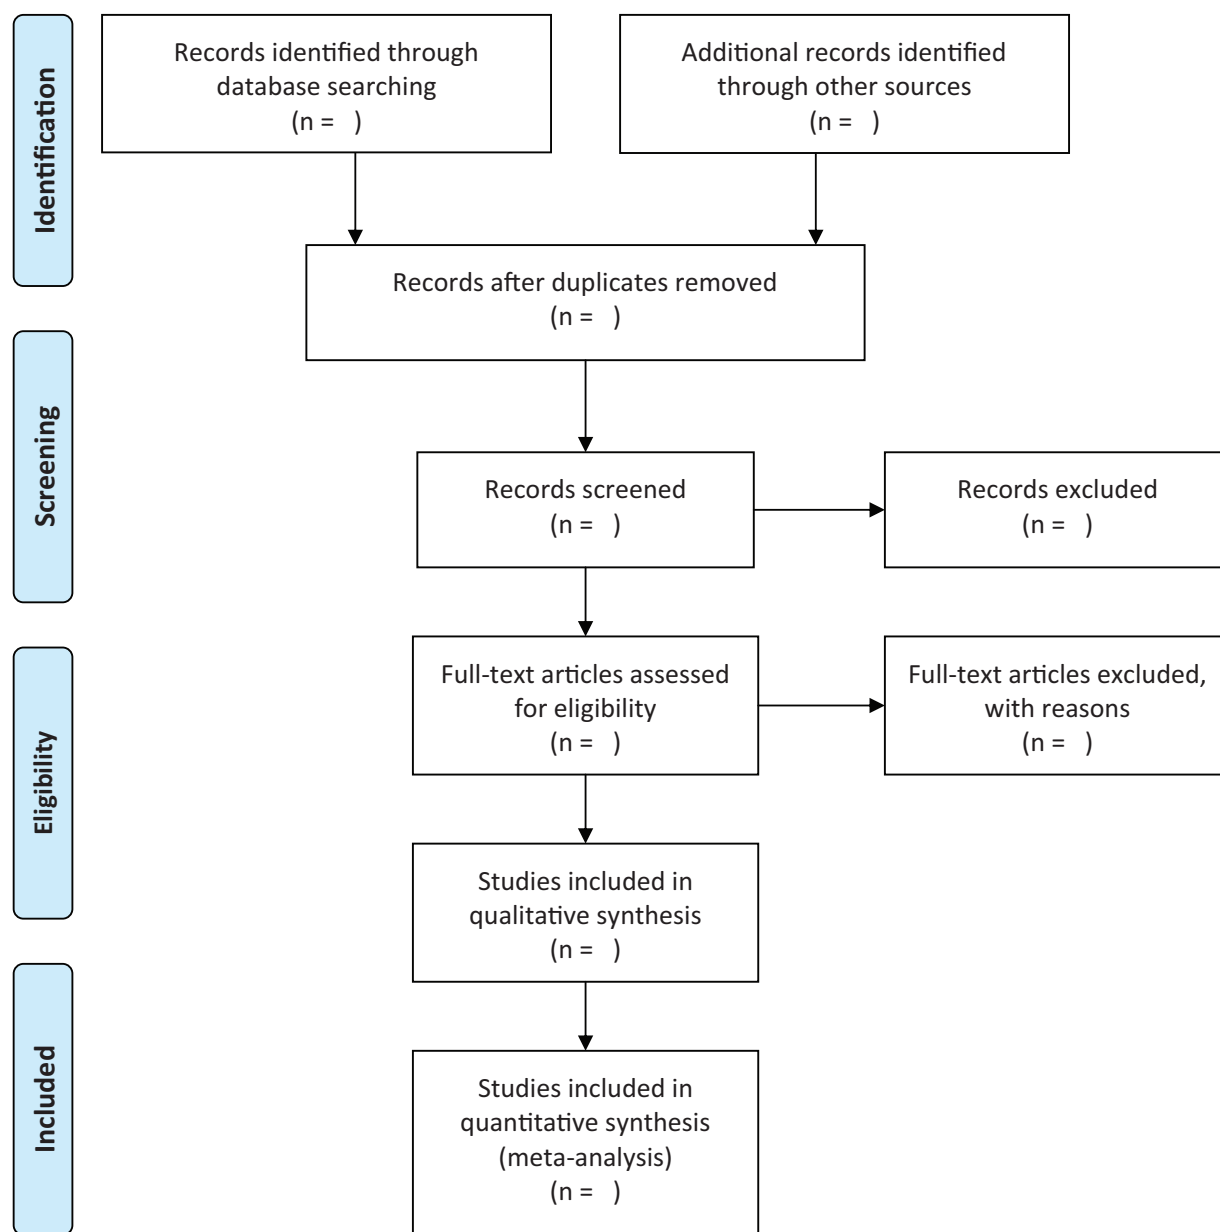 Identification
Records identified through
database searching
(n =   )
Additional records identified
through other sources
(n =   )
Records after duplicates removed
(n =   )
Screening
Records screened
(n =   )
Records excluded
(n =   )
Eligibility
Full-text articles assessed
for eligibility
(n =   )
Full-text articles excluded,
with reasons
(n =   )
Studies included in
qualitative synthesis
(n =   )
Included
Studies included in
quantitative synthesis
(meta-analysis)
(n =   )